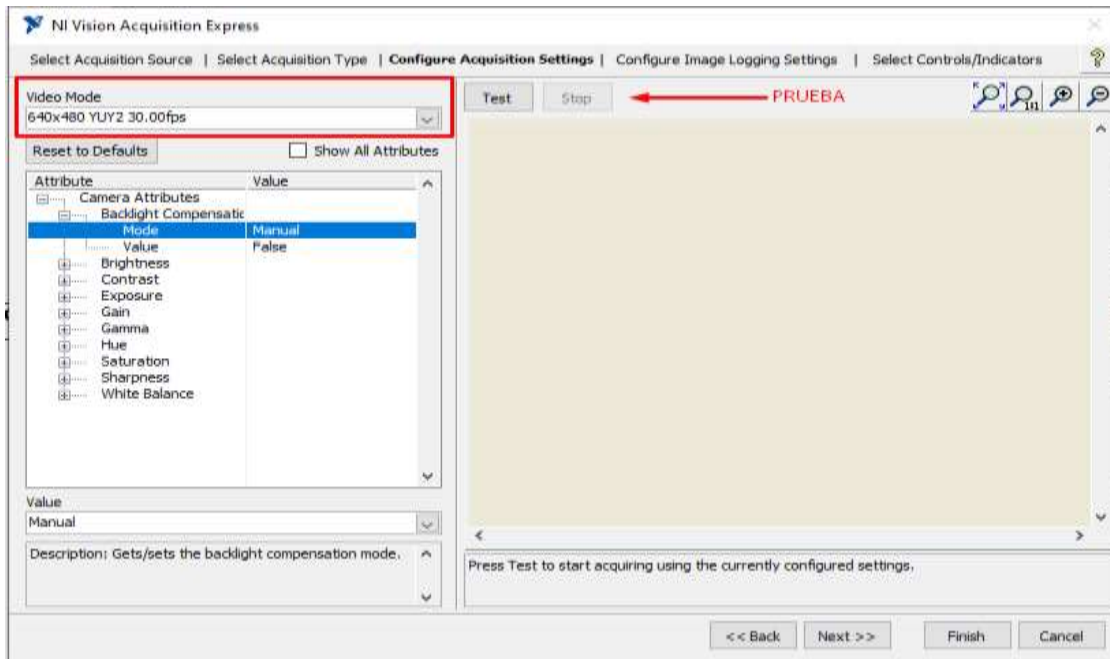 NI Vision Acquisition Express
Select Acquisition Source | Select Acquisition Type | Configure Acquisition Settings | Configure Image Logging Settings | Select Controls/Indicators
Video Mode
640x480 YUY2 30.00fps
Reset to Defaults
Show All Attributes
Test
Stop
PRUEBA
Attribute Value
Camera Attributes
Backlight Compensatic
Mode Manual
Value False
Brightness
Contrast
Exposure
Gain
Gamma
Hue
Saturation
Sharpness
White Balance
Value
Manual
Description: Gets/sets the backlight compensation mode.
Press Test to start acquiring using the currently configured settings.
<< Back
Next >>
Finish
Cancel